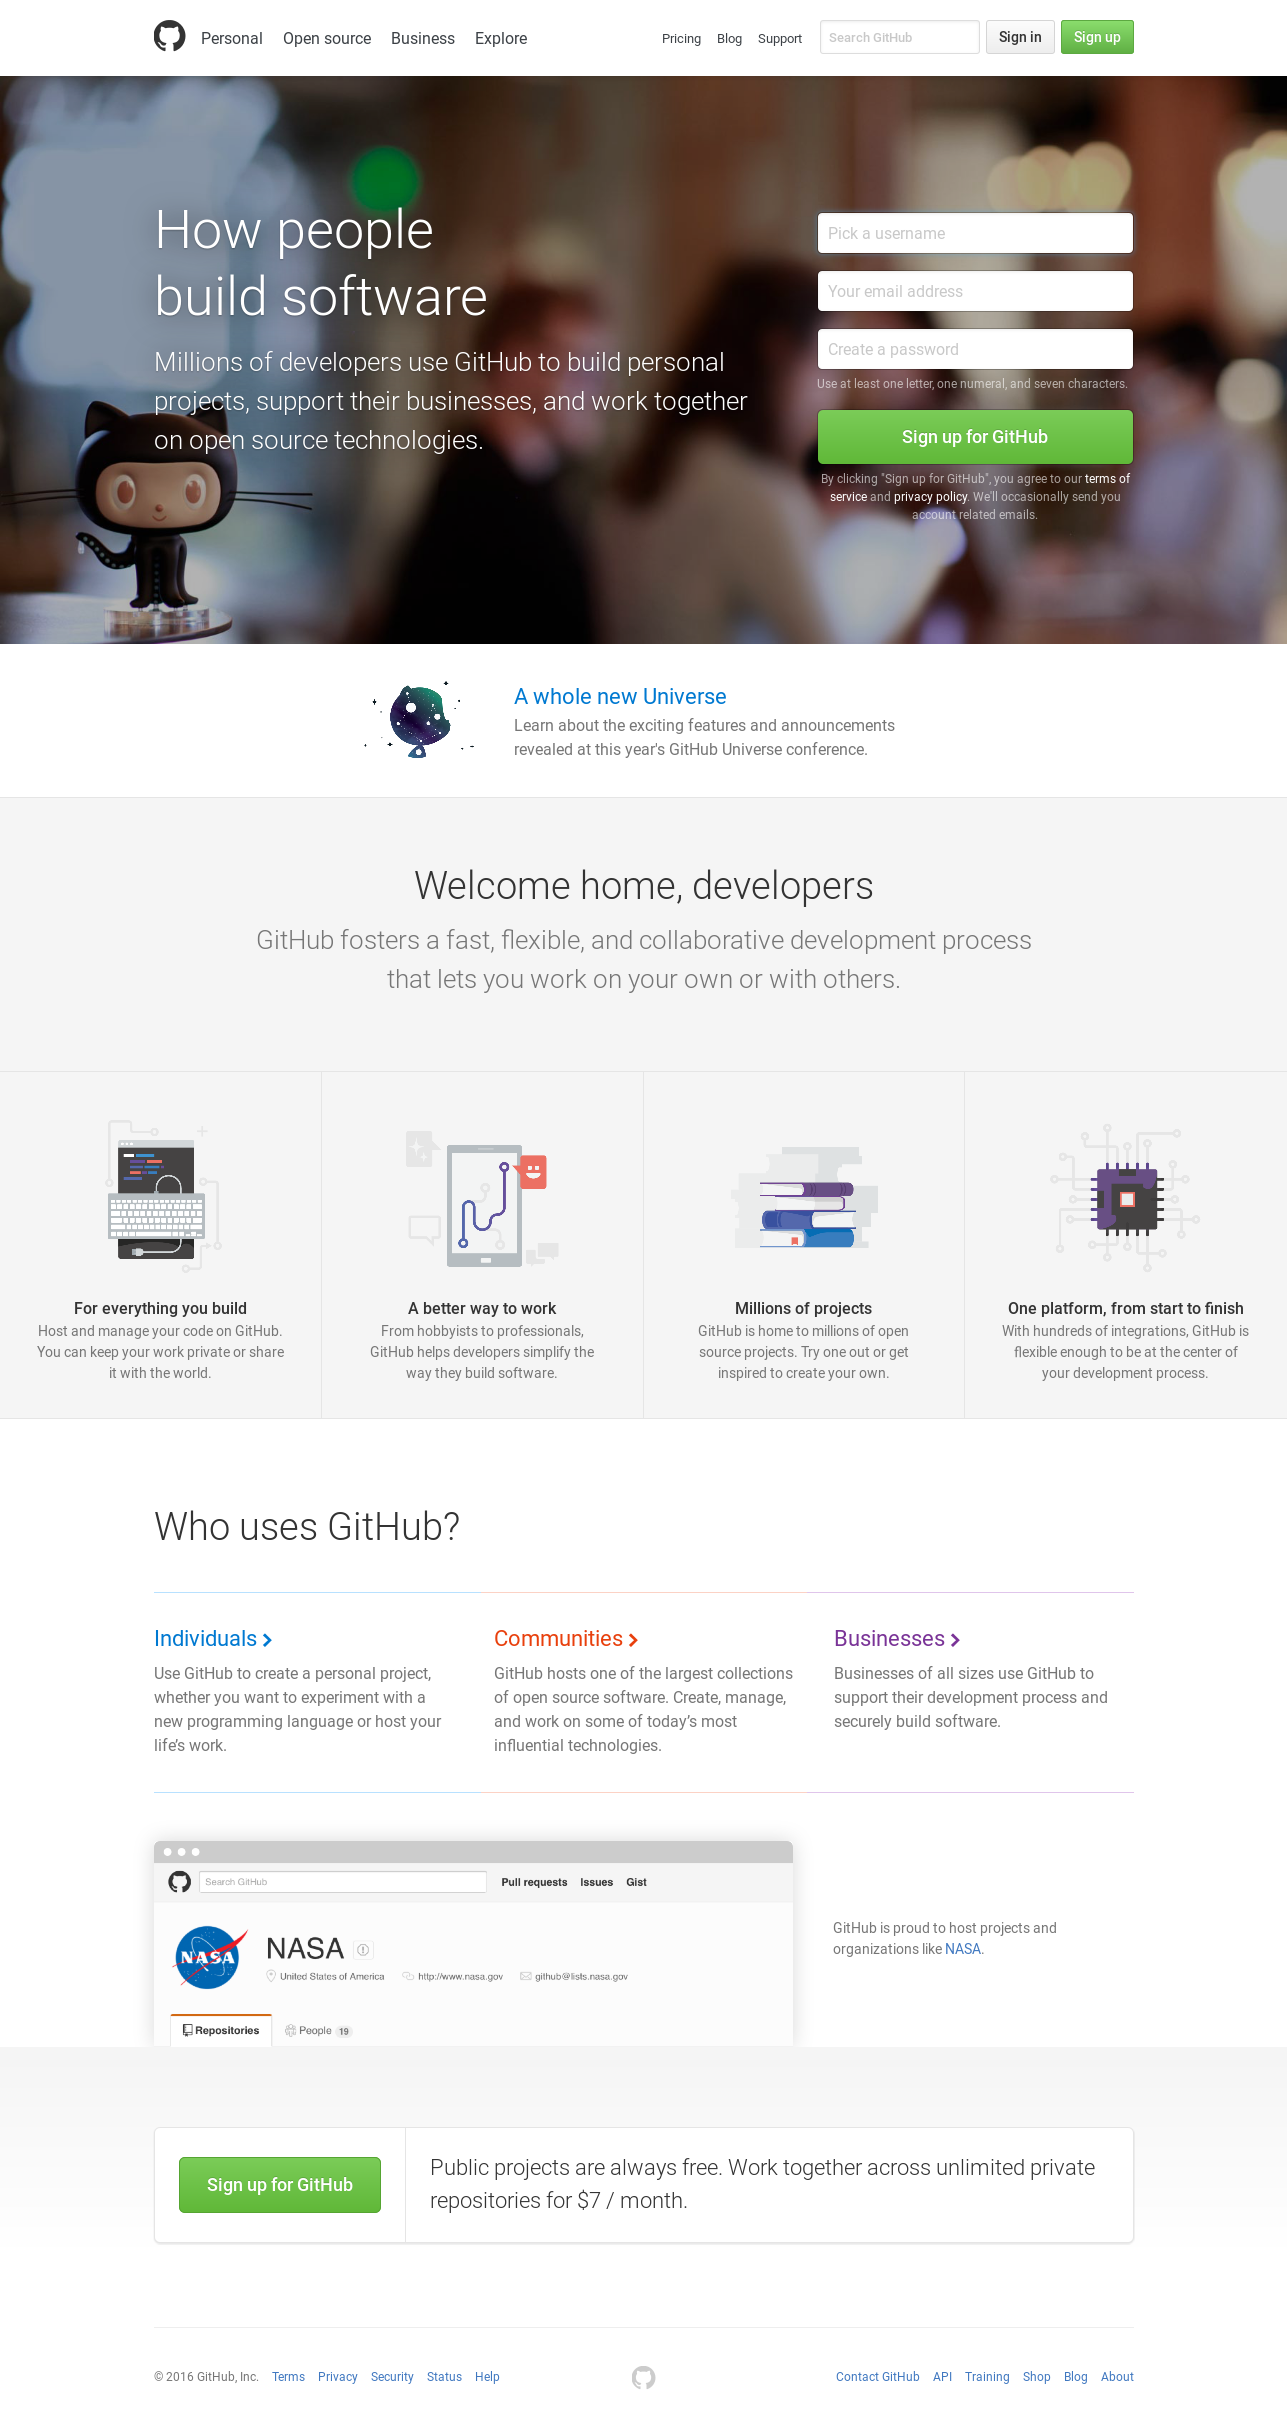 Personal Open source Business Explore Pricing Blog Support Search GitHub Sign in Sign up
How people
build software
Millions of developers use GitHub to build personal
projects, support their businesses, and work together
on open source technologies.
Pick a username
Your email address
Create a password
Use at least one letter, one numeral, and seven characters.
Sign up for GitHub
By clicking "Sign up for GitHub", you agree to our terms of
service and privacy policy. We'll occasionally send you
account related emails.
A whole new Universe
Learn about the exciting features and announcements
revealed at this year's GitHub Universe conference.
Welcome home, developers
GitHub fosters a fast, flexible, and collaborative development process
that lets you work on your own or with others.
For everything you build
Host and manage your code on GitHub.
You can keep your work private or share
it with the world.
A better way to work
From hobbyists to professionals,
GitHub helps developers simplify the
way they build software.
Millions of projects
GitHub is home to millions of open
source projects. Try one out or get
inspired to create your own.
One platform, from start to finish
With hundreds of integrations, GitHub is
flexible enough to be at the center of
your development process.
Who uses GitHub?
Individuals
Use GitHub to create a personal project,
whether you want to experiment with a
new programming language or host your
life’s work.
Communities
GitHub hosts one of the largest collections
of open source software. Create, manage,
and work on some of today’s most
influential technologies.
Businesses
Businesses of all sizes use GitHub to
support their development process and
securely build software.
Search GitHub Pull requests Issues Gist
NASA
NASA
United States of America http://www.nasa.gov github@lists.nasa.gov
Repositories People 19
GitHub is proud to host projects and
organizations like NASA.
Sign up for GitHub
Public projects are always free. Work together across unlimited private
repositories for $7 / month.
© 2016 GitHub, Inc. Terms Privacy Security Status Help Contact GitHub API Training Shop Blog About